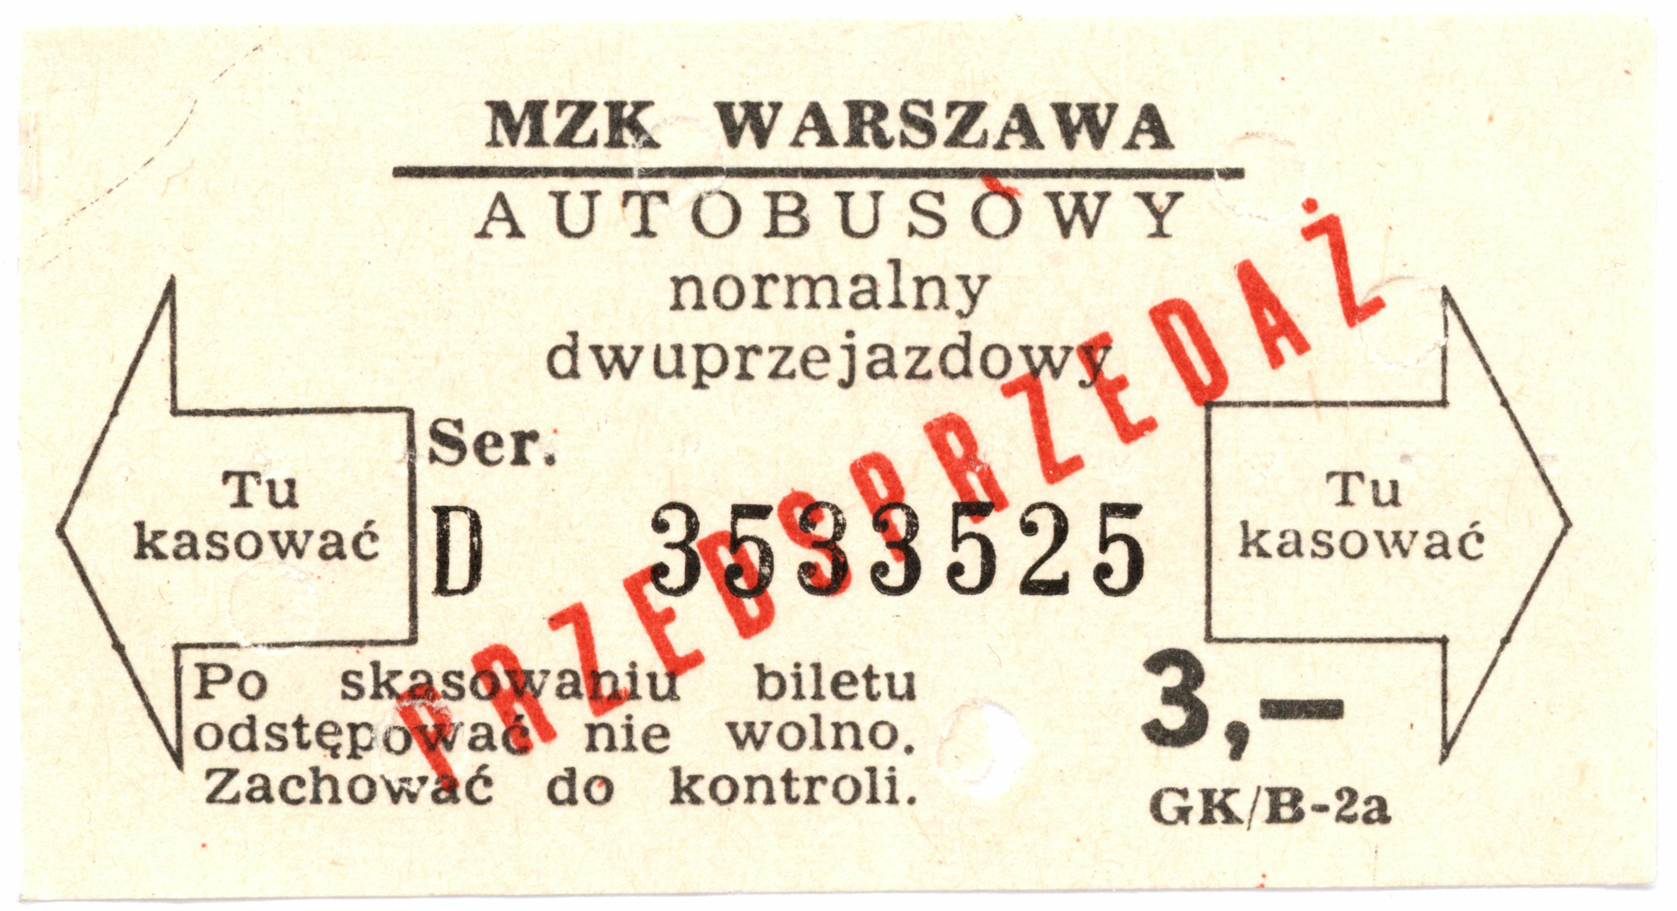 MZK WARSZAWA
AUTOBUSOWY
normalny
dwuprzejazdowy
PRZEDSPRZEDAŻ
Ser.
Tu
kasować
D 3533525
Tu
kasować
Po skasowaniu biletu
odstępować nie wolno.
Zachować do kontroli.
3,—
GK/B-2a